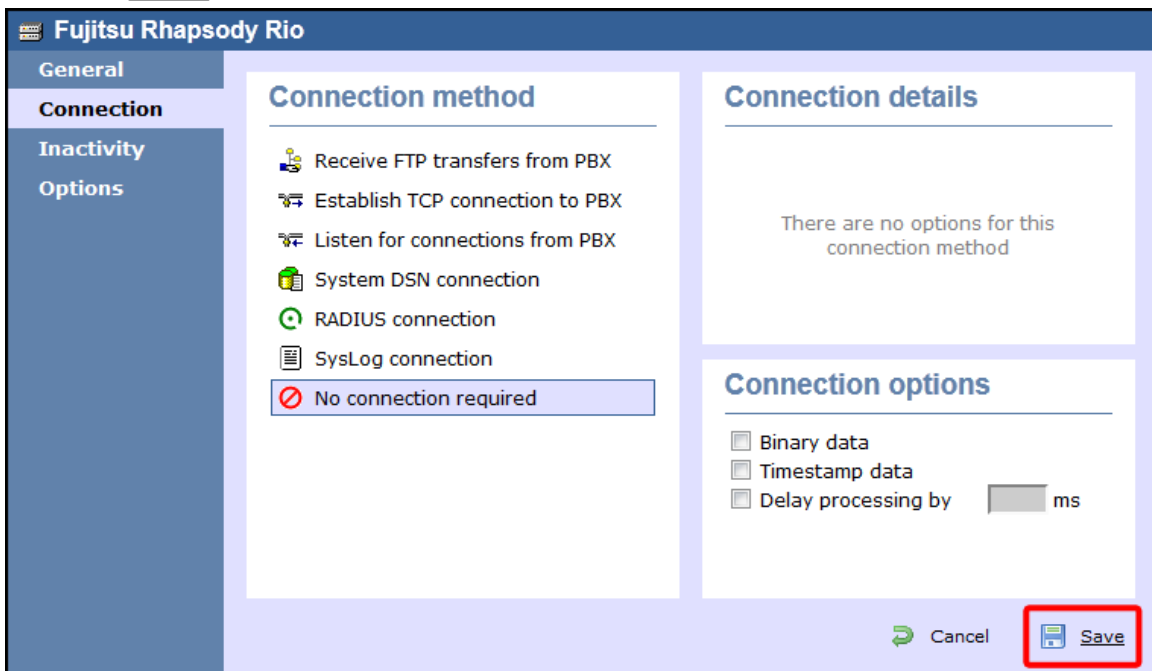 Fujitsu Rhapsody Rio
General
Connection
Inactivity
Options
Connection method
Receive FTP transfers from PBX
Establish TCP connection to PBX
Listen for connections from PBX
System DSN connection
RADIUS connection
SysLog connection
No connection required
Connection details
There are no options for this
connection method
Connection options
Binary data
Timestamp data
Delay processing by ms
Cancel
Save